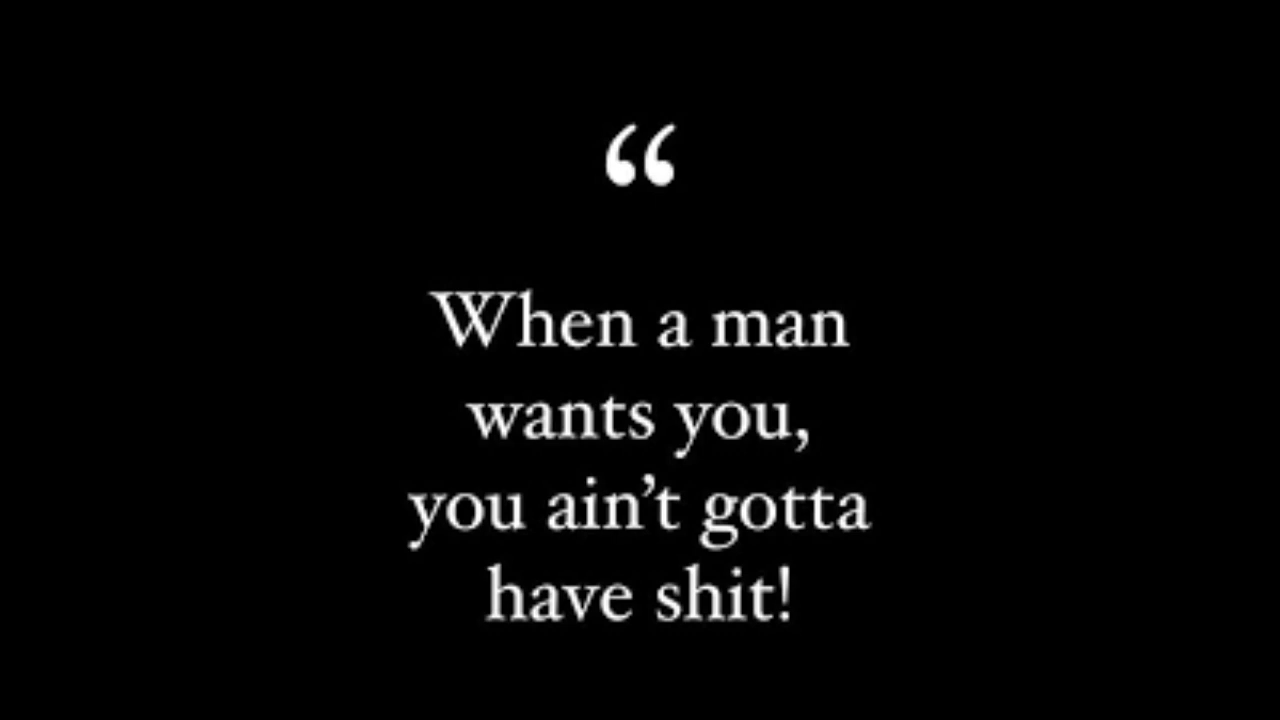 “
When a man
wants you,
you ain’t gotta
have shit!